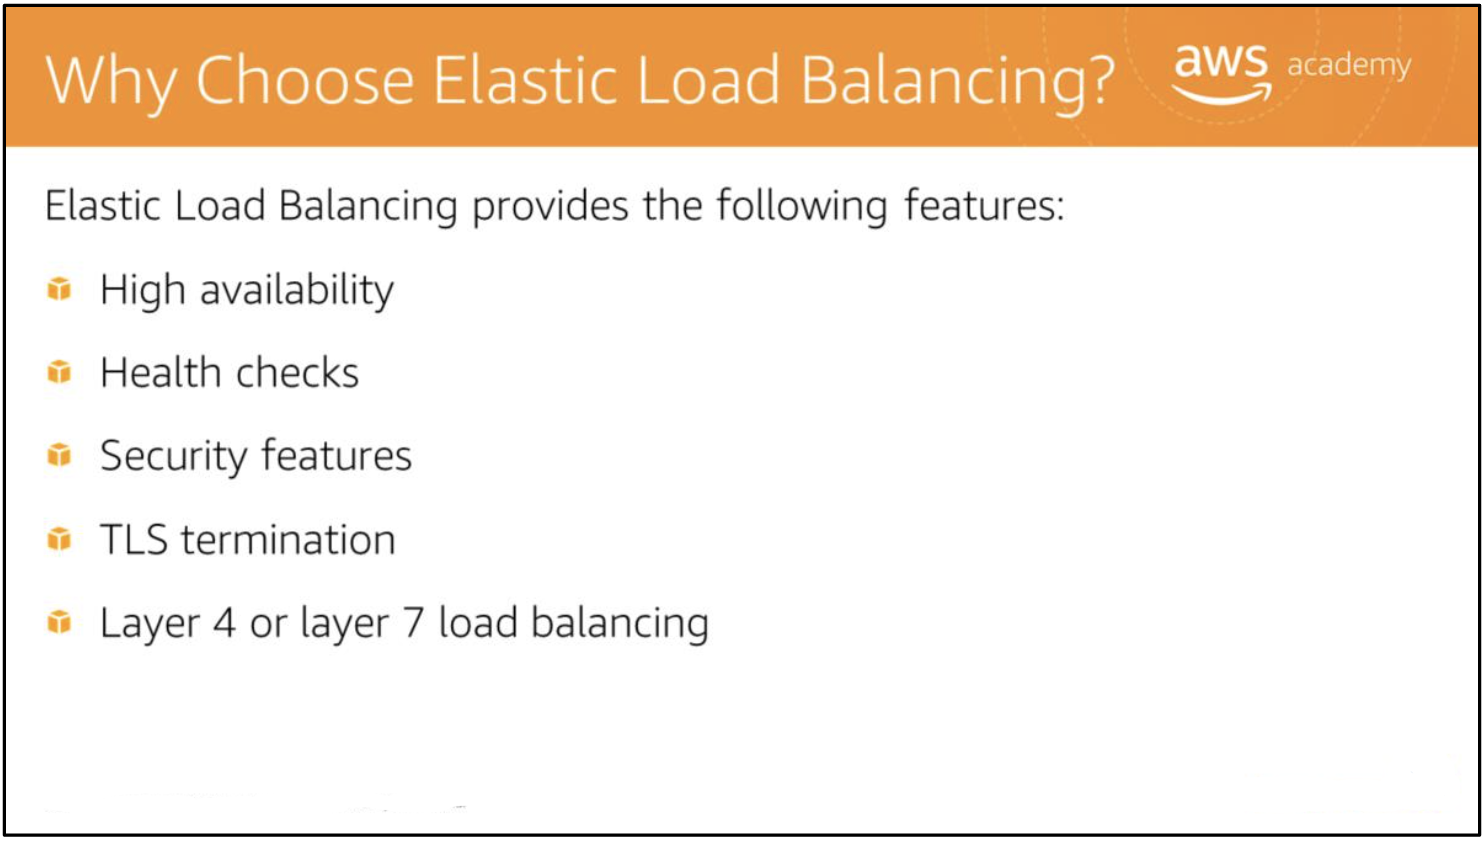 Why Choose Elastic Load Balancing?
aws academy
Elastic Load Balancing provides the following features:
High availability
Health checks
Security features
TLS termination
Layer 4 or layer 7 load balancing